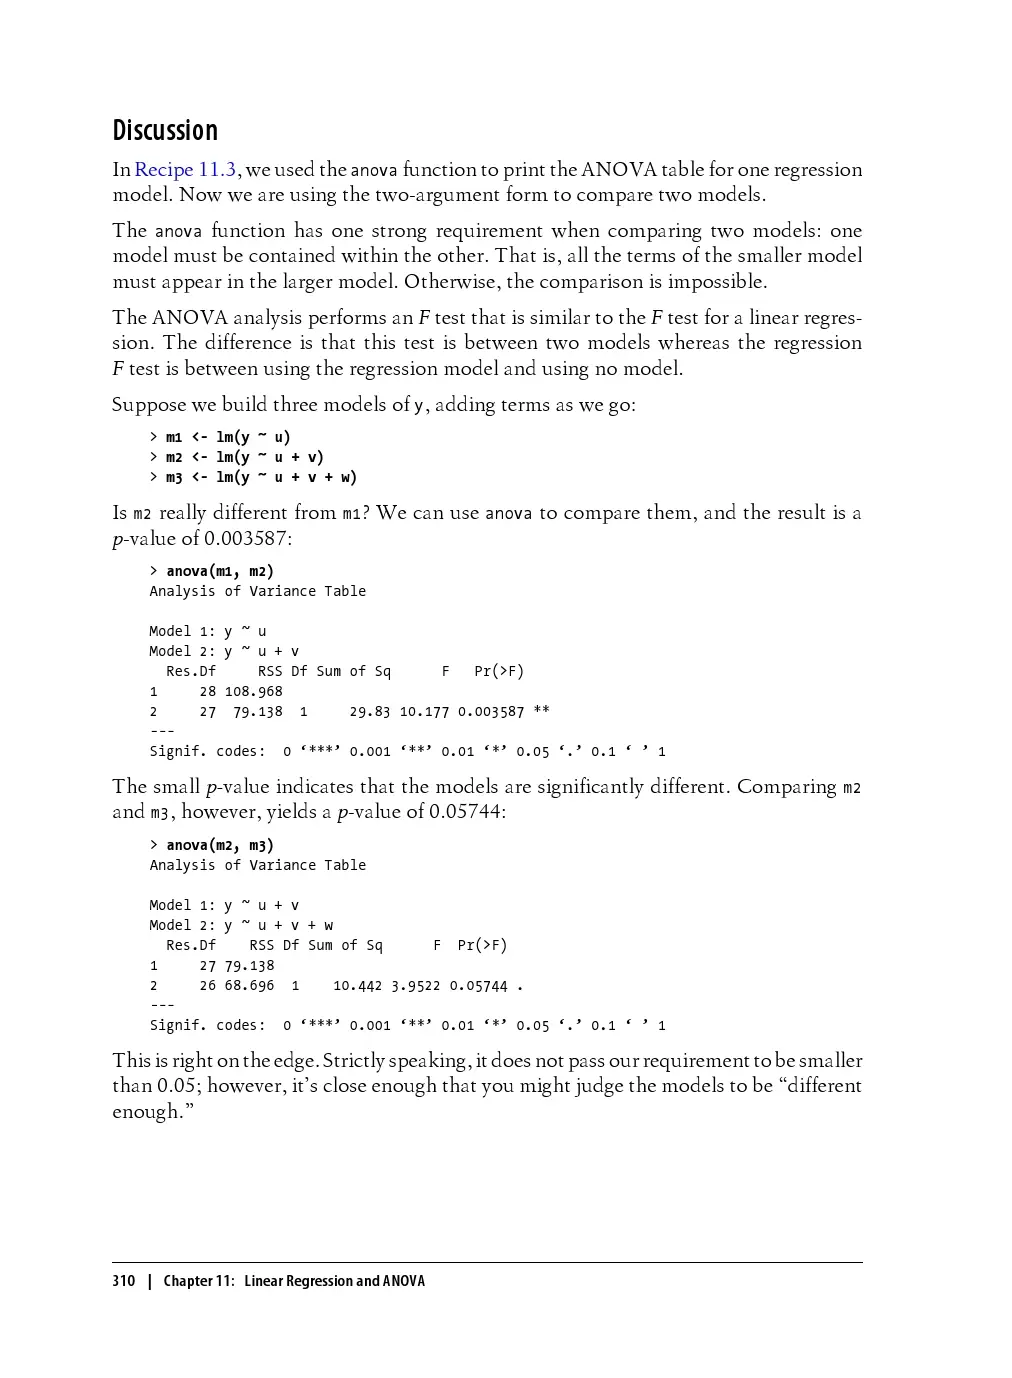 Discussion
In Recipe 11.3, we used the anova function to print the ANOVA table for one regression
model. Now we are using the two-argument form to compare two models.
The anova function has one strong requirement when comparing two models: one
model must be contained within the other. That is, all the terms of the smaller model
must appear in the larger model. Otherwise, the comparison is impossible.
The ANOVA analysis performs an F test that is similar to the F test for a linear regres-
sion. The difference is that this test is between two models whereas the regression
F test is between using the regression model and using no model.
Suppose we build three models of y, adding terms as we go:
> m1 <- lm(y ~ u)
> m2 <- lm(y ~ u + v)
> m3 <- lm(y ~ u + v + w)
Is m2 really different from m1? We can use anova to compare them, and the result is a
p-value of 0.003587:
> anova(m1, m2)
Analysis of Variance Table
Model 1: y ~ u
Model 2: y ~ u + v
  Res.Df     RSS Df Sum of Sq      F   Pr(>F)
1     28 108.968
2     27  79.138  1     29.83 10.177 0.003587 **
---
Signif. codes:  0 ‘***’ 0.001 ‘**’ 0.01 ‘*’ 0.05 ‘.’ 0.1 ‘ ’ 1
The small p-value indicates that the models are significantly different. Comparing m2
and m3, however, yields a p-value of 0.05744:
> anova(m2, m3)
Analysis of Variance Table
Model 1: y ~ u + v
Model 2: y ~ u + v + w
  Res.Df    RSS Df Sum of Sq      F  Pr(>F)
1     27 79.138
2     26 68.696  1    10.442 3.9522 0.05744 .
---
Signif. codes:  0 ‘***’ 0.001 ‘**’ 0.01 ‘*’ 0.05 ‘.’ 0.1 ‘ ’ 1
This is right on the edge. Strictly speaking, it does not pass our requirement to be smaller
than 0.05; however, it’s close enough that you might judge the models to be “different
enough.”
310 | Chapter 11: Linear Regression and ANOVA